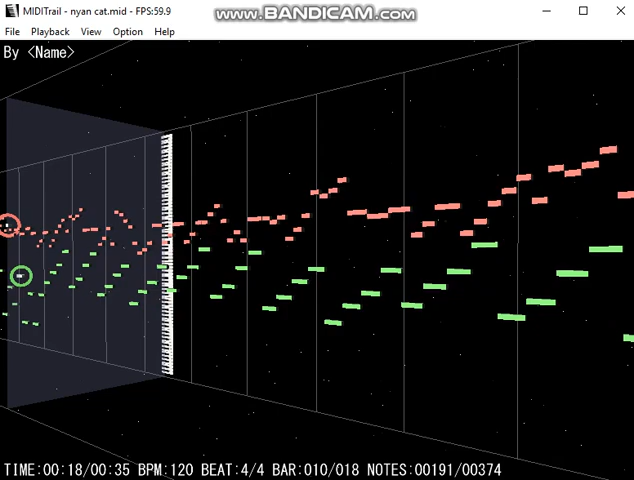 MIDITrail - nyan cat.mid - FPS:59.9
www.BANDICAM.com
File Playback View Option Help
By <Name>
TIME:00:18/00:35 BPM:120 BEAT:4/4 BAR:010/018 NOTES:00191/00374